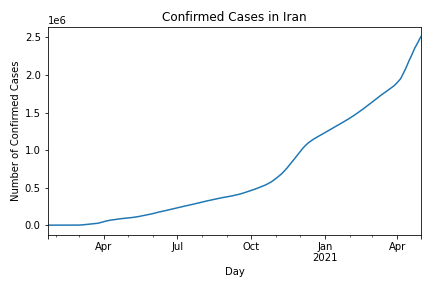 Confirmed Cases in Iran
1e6
2.5
2.0
1.5
1.0
0.5
0.0
Number of Confirmed Cases
Apr Jul Oct Jan Apr
2021
Day